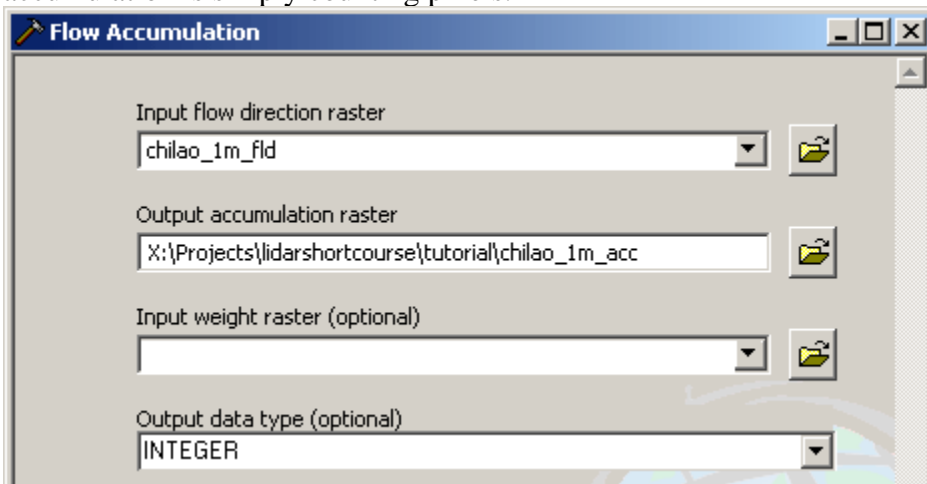 Flow Accumulation
Input flow direction raster
chilao_1m_fld
Output accumulation raster
X:\Projects\lidarshortcourse\tutorial\chilao_1m_acc
Input weight raster (optional)
Output data type (optional)
INTEGER